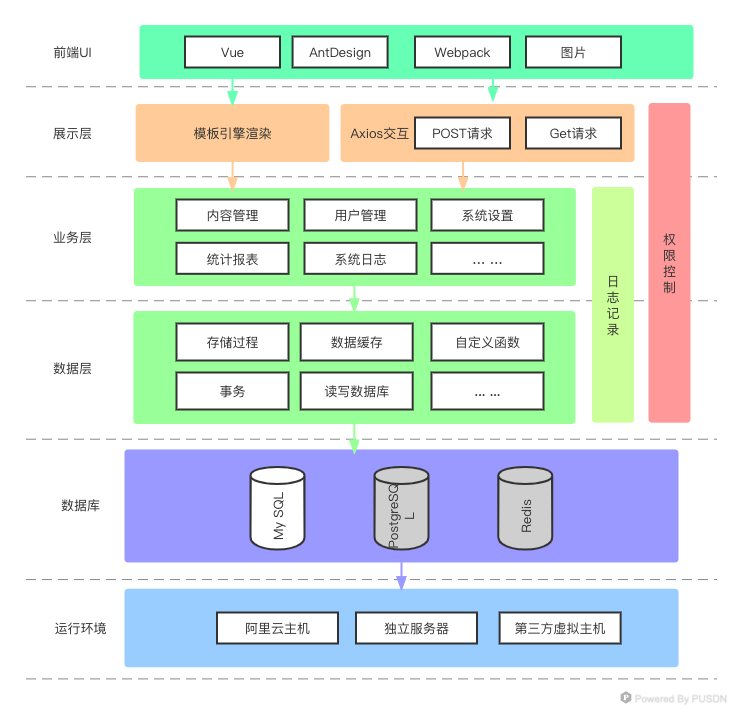 前端UI
Vue
AntDesign
Webpack
图片
展示层
模板引擎渲染
Axios交互
POST请求
Get请求
业务层
内容管理
用户管理
系统设置
统计报表
系统日志
... ...
日志记录
权限控制
数据层
存储过程
数据缓存
自定义函数
事务
读写数据库
... ...
数据库
My SQL
PostgreSQ
L
Redis
运行环境
阿里云主机
独立服务器
第三方虚拟主机
P Powered By PUSDN